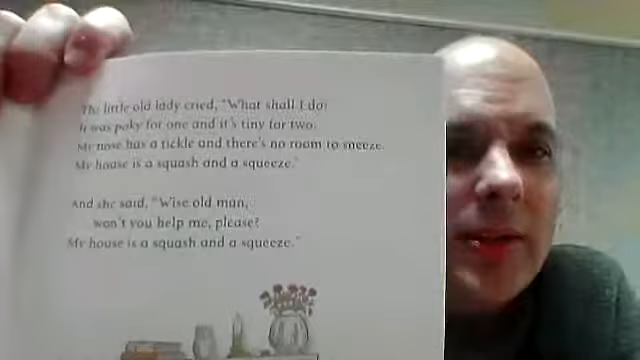 The little old lady cried, "What shall I do?
It was poky for one and it's tiny for two.
My nose has a tickle and there's no room to sneeze.
My house is a squash and a squeeze."
And she said, "Wise old man,
won't you help me, please?
My house is a squash and a squeeze."